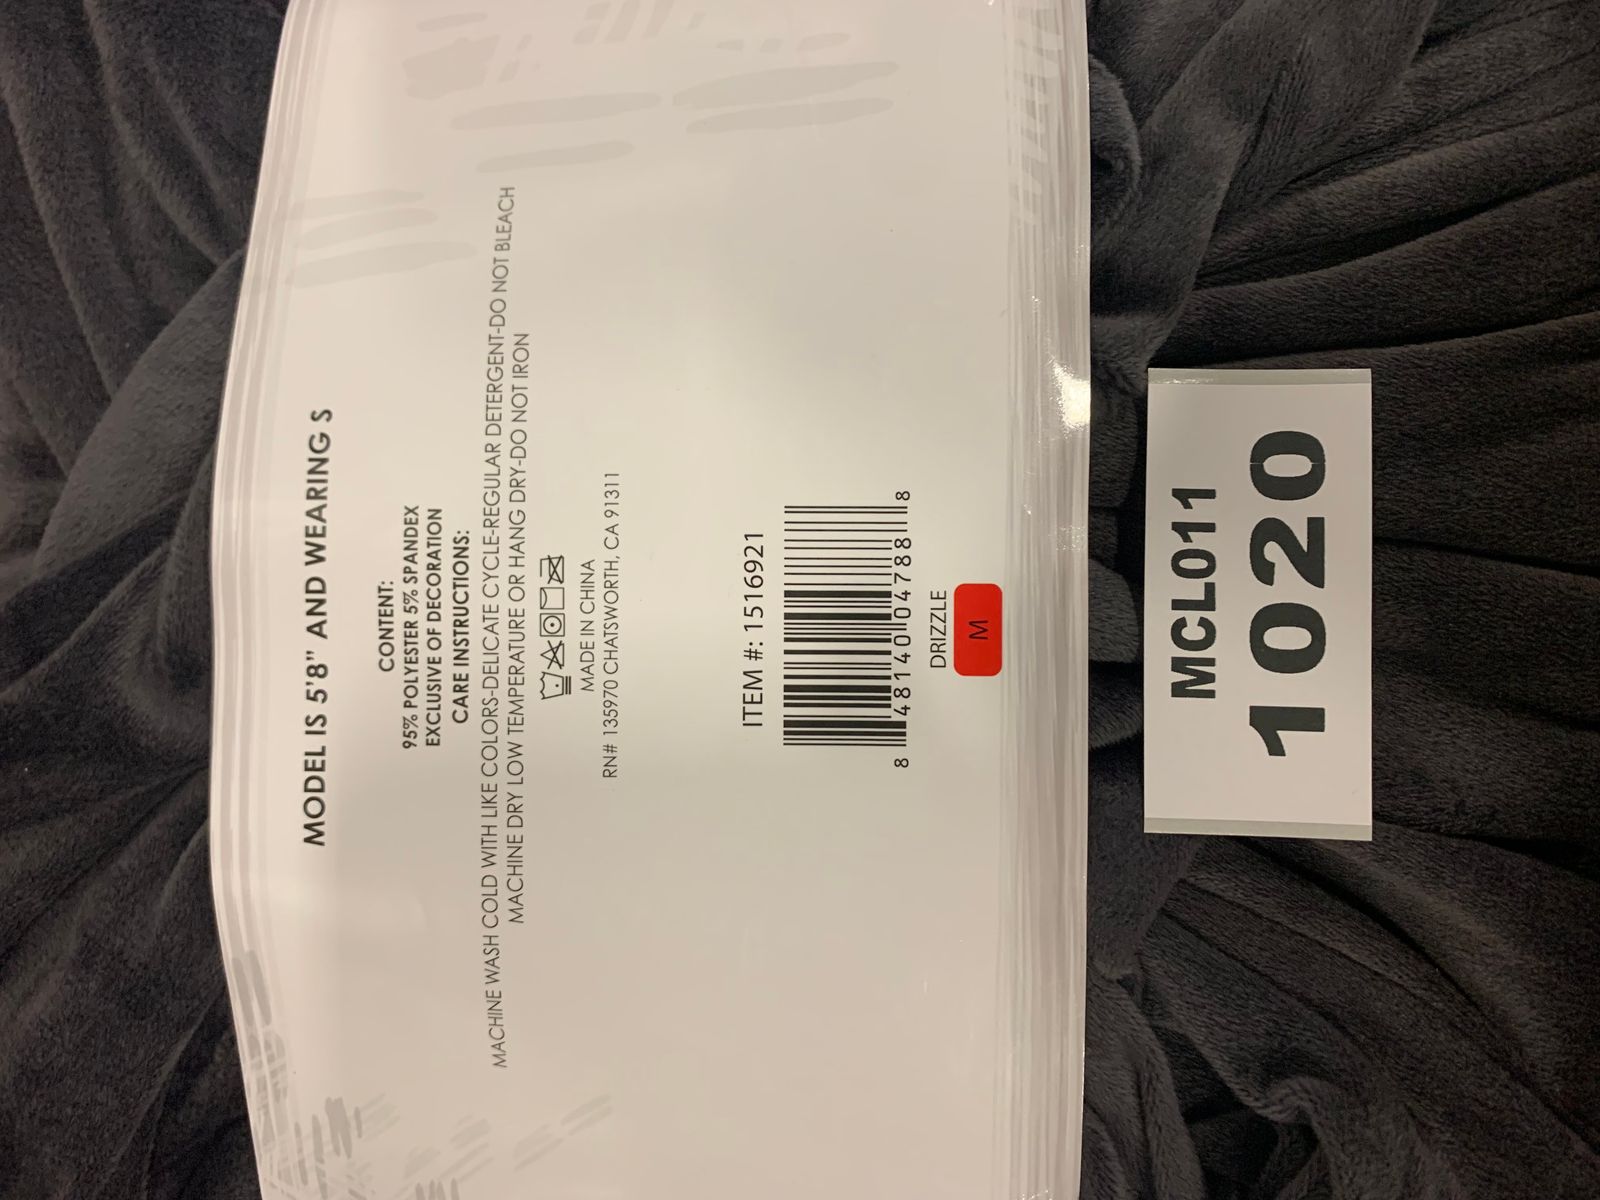 MODEL IS 5'8" AND WEARING S
CONTENT:
95% POLYESTER 5% SPANDEX
EXCLUSIVE OF DECORATION
CARE INSTRUCTIONS:
MACHINE WASH COLD WITH LIKE COLORS-DELICATE CYCLE-REGULAR DETERGENT-DO NOT BLEACH
MACHINE DRY LOW TEMPERATURE OR HANG DRY-DO NOT IRON
MADE IN CHINA
RN# 135970 CHATSWORTH, CA 91311
ITEM #: 1516921
8 48140 04788 8
DRIZZLE
M
MCL011
1020